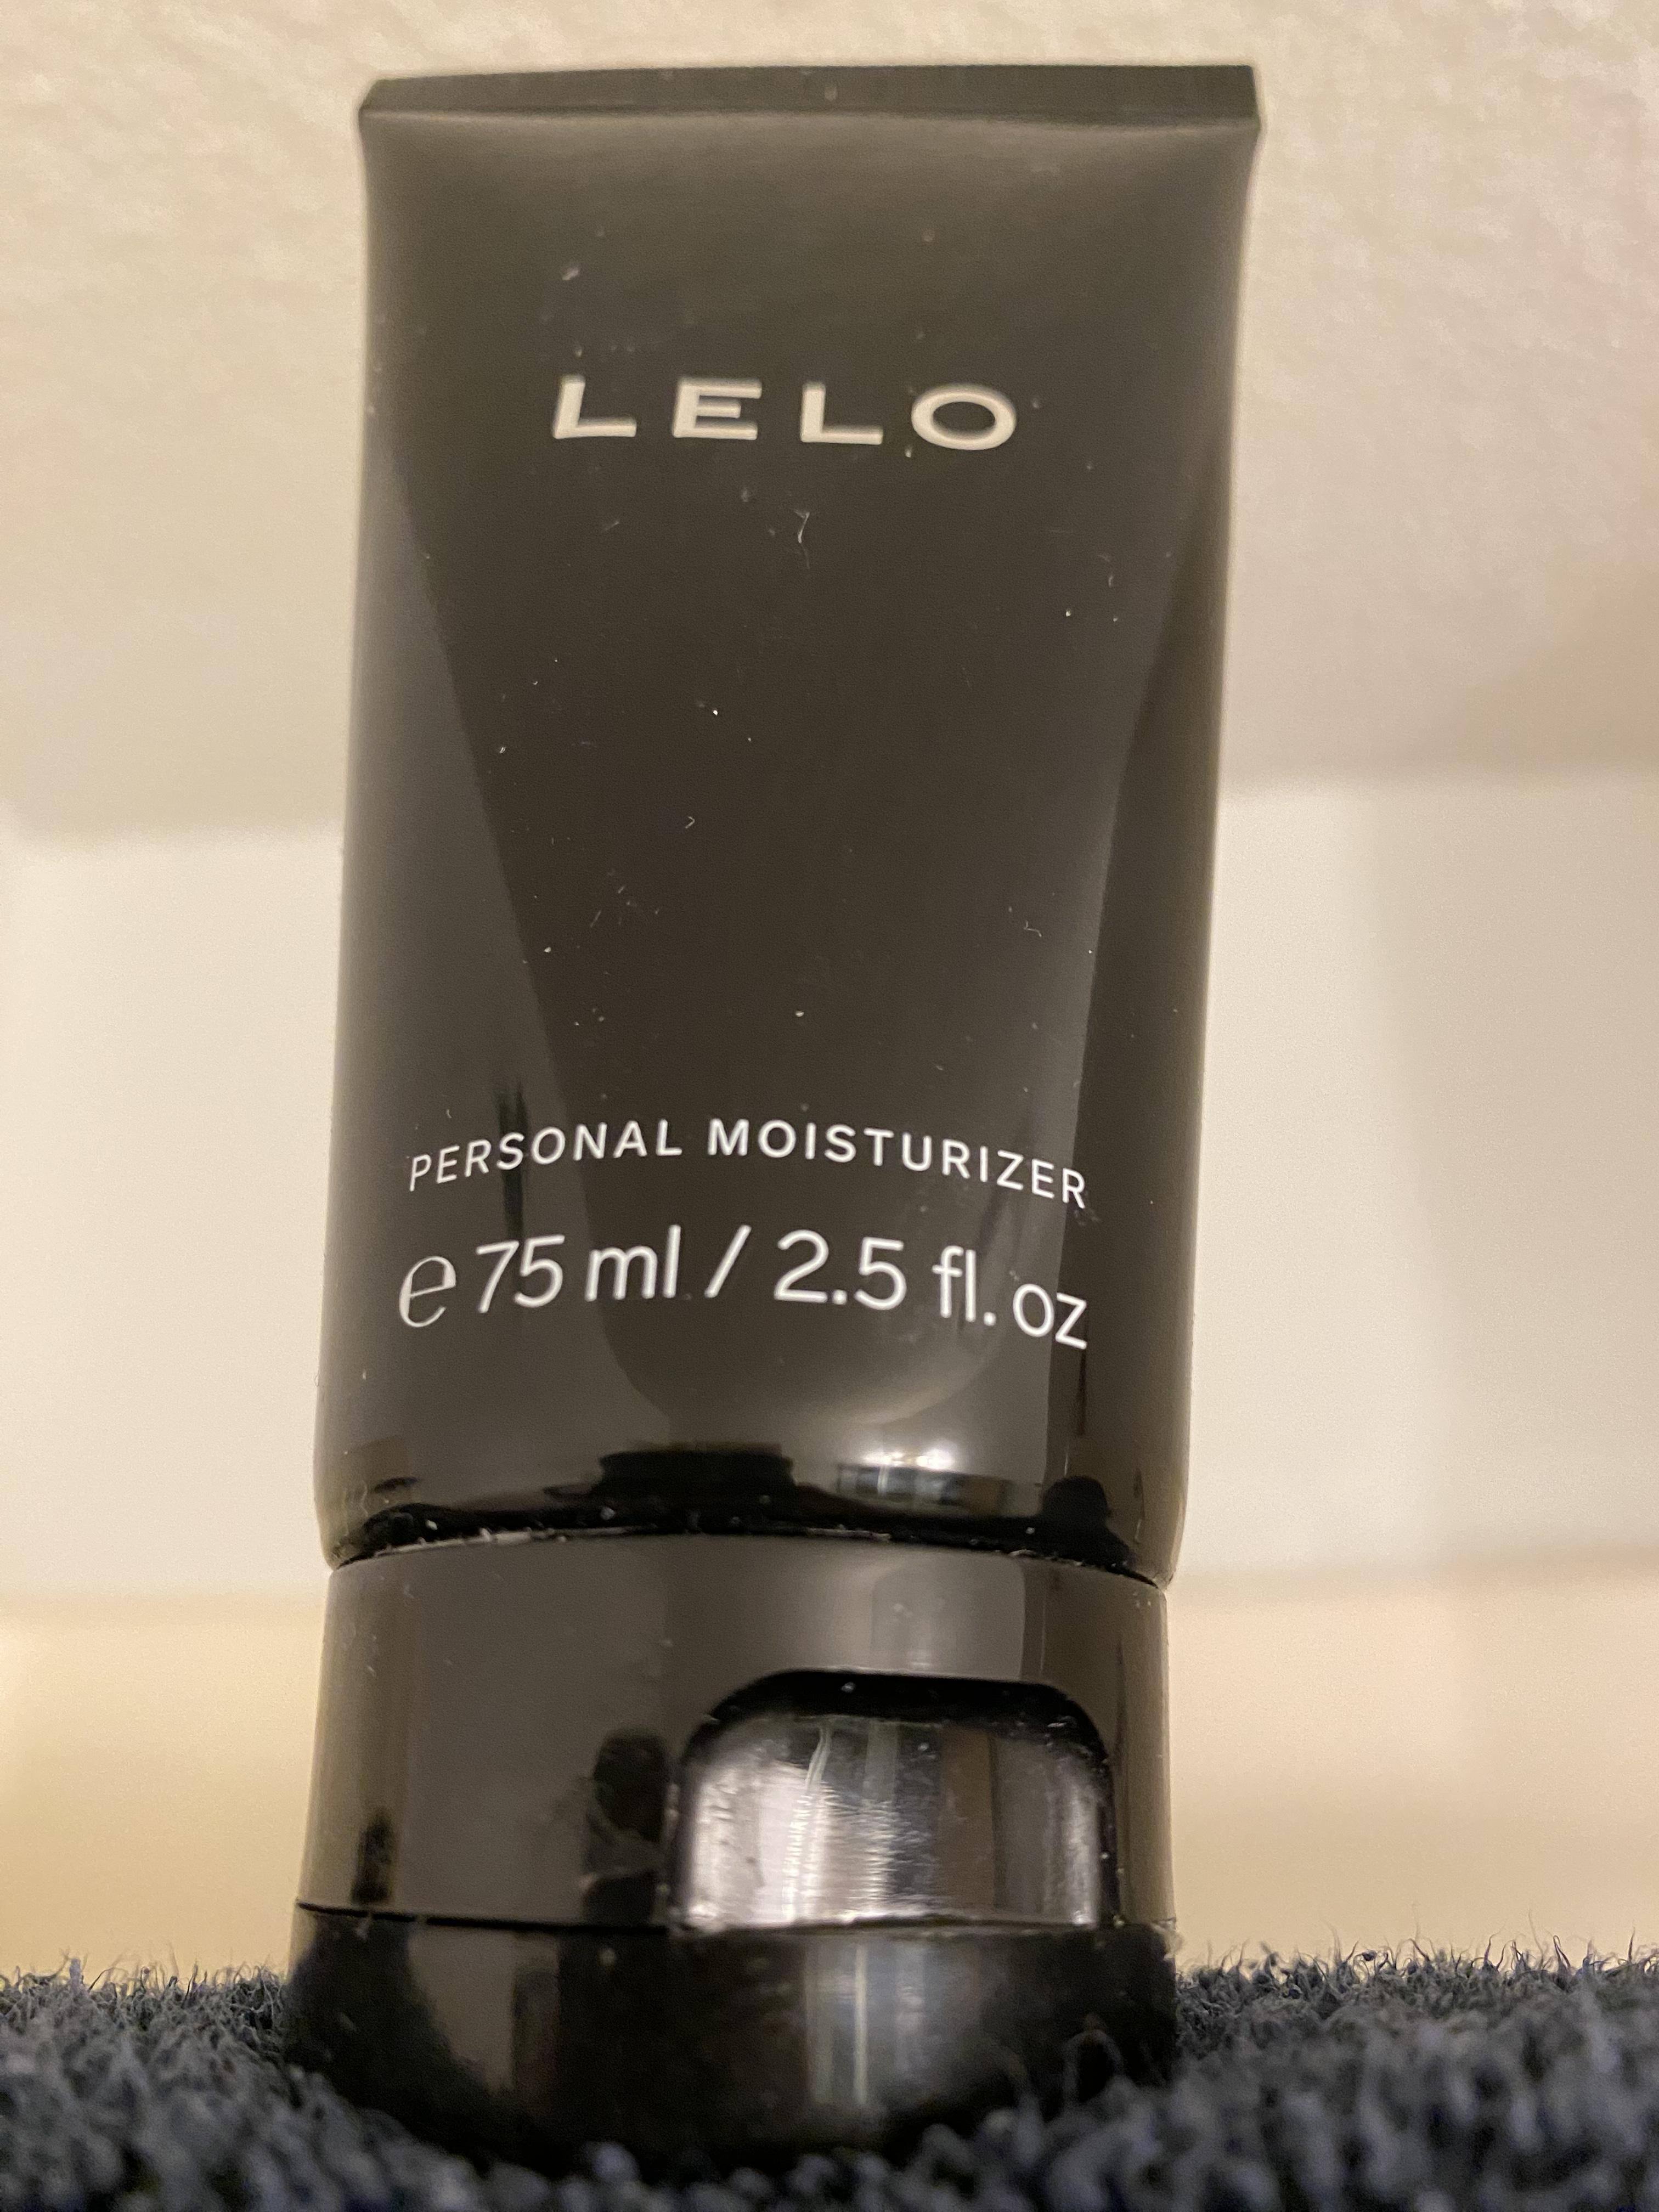 LELO
PERSONAL MOISTURIZER
℮ 75 ml / 2.5 fl. oz